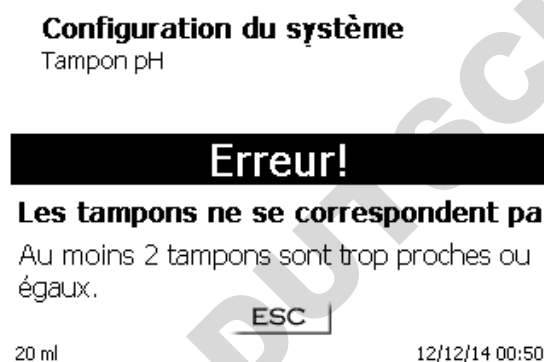 Configuration du système
Tampon pH
Erreur!
Les tampons ne se correspondent pa
Au moins 2 tampons sont trop proches ou
égaux.
ESC
20 ml 12/12/14 00:50